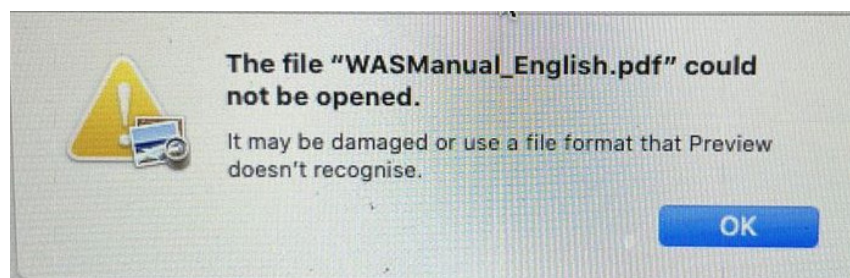 The file “WASManual_English.pdf” could
not be opened.
It may be damaged or use a file format that Preview
doesn’t recognise.
OK